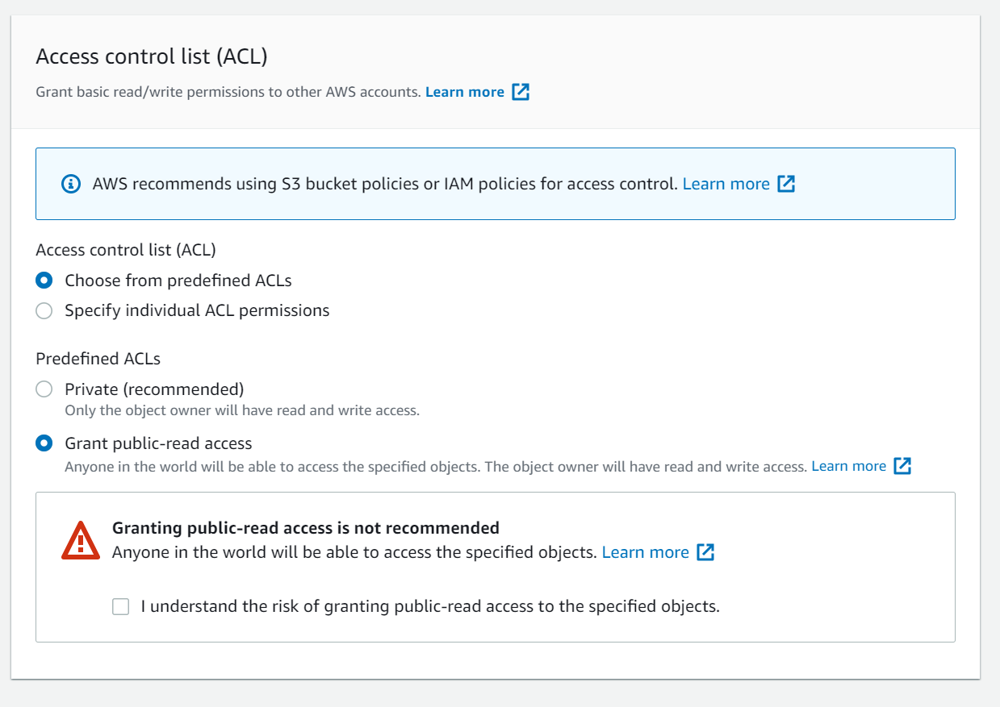 Access control list (ACL)
Grant basic read/write permissions to other AWS accounts. Learn more
AWS recommends using S3 bucket policies or IAM policies for access control. Learn more
Access control list (ACL)
Choose from predefined ACLs
Specify individual ACL permissions
Predefined ACLs
Private (recommended)
Only the object owner will have read and write access.
Grant public-read access
Anyone in the world will be able to access the specified objects. The object owner will have read and write access. Learn more
Granting public-read access is not recommended
Anyone in the world will be able to access the specified objects. Learn more
I understand the risk of granting public-read access to the specified objects.